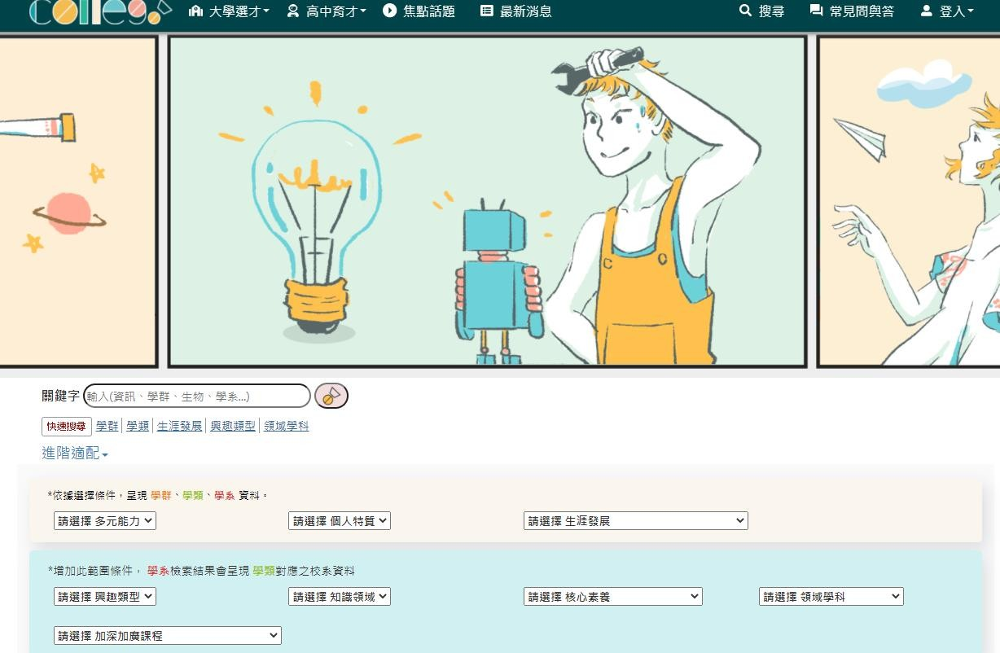 Collego
大學選才 高中育才 焦點話題 最新消息 搜尋 常見問與答 登入
關鍵字 輸入(資訊、學群、生物、學系...)
快速搜尋 學群 學類 生涯發展 興趣類型 領域學科
進階適配
*依據選擇條件，呈現 學群、學類、學系 資料。
請選擇 多元能力 請選擇 個人特質 請選擇 生涯發展
*增加此範圍條件， 學系檢索結果會呈現 學類對應之校系資料
請選擇 興趣類型 請選擇 知識領域 請選擇 核心素養 請選擇 領域學科
請選擇 加深加廣課程